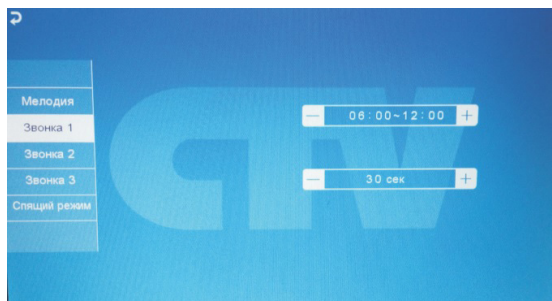 Мелодия
Звонка 1
Звонка 2
Звонка 3
Спящий режим
06:00~12:00
30 сек
CTV